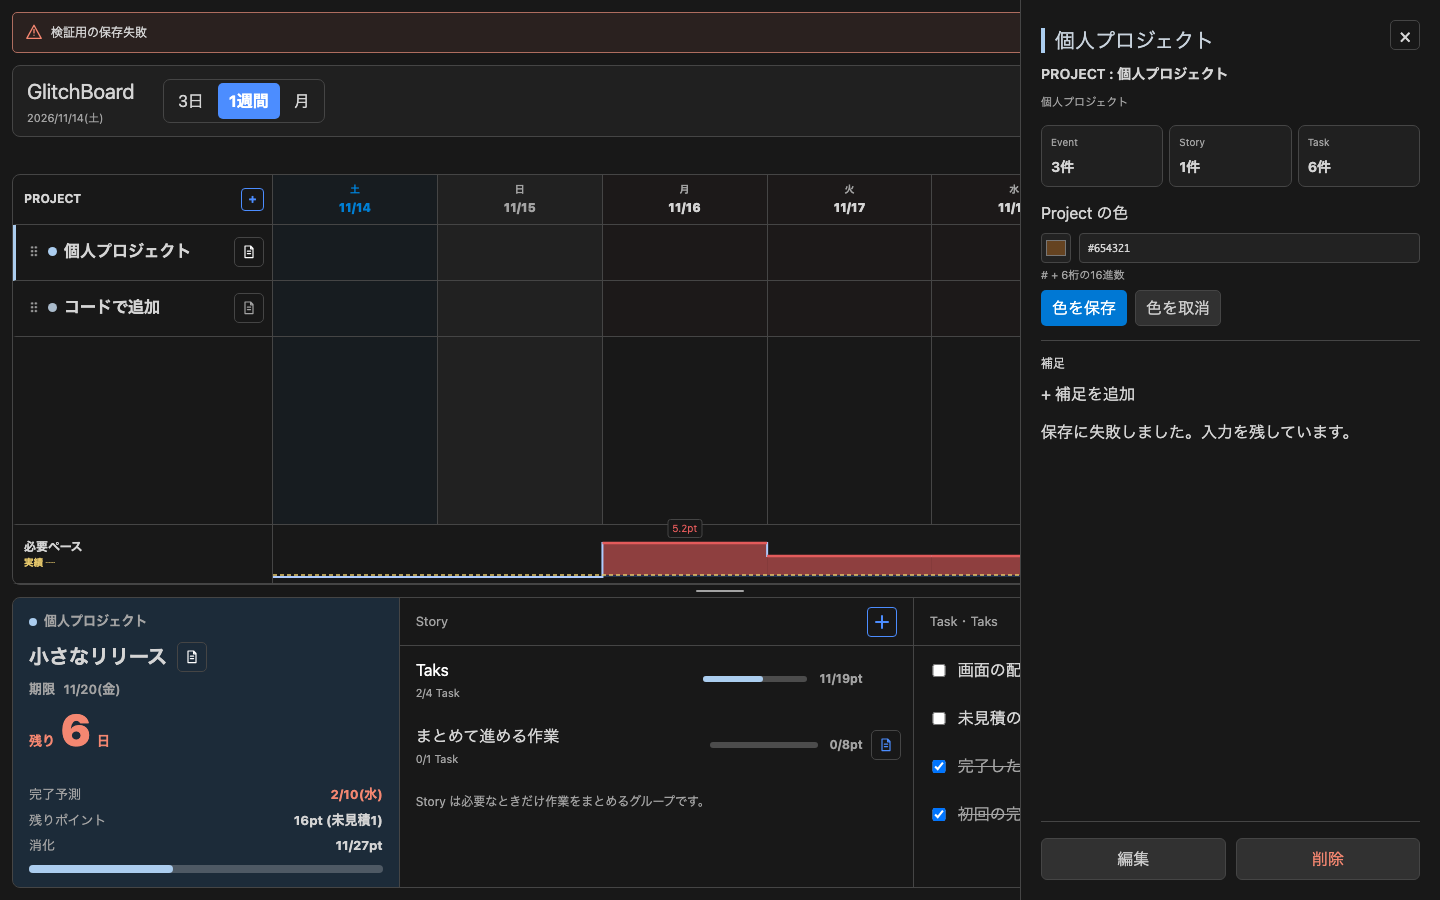 検証用の保存失敗
GlitchBoard
2026/11/14(土)
3日
1週間
月
PROJECT
+
土
11/14
日
11/15
月
11/16
火
11/17
水
個人プロジェクト
コードで追加
必要ペース
実績
5.2pt
個人プロジェクト
小さなリリース
期限 11/20(金)
残り 6 日
完了予測 2/10(水)
残りポイント 16pt (未見積1)
消化 11/27pt
Story
+
Taks
2/4 Task
11/19pt
まとめて進める作業
0/1 Task
0/8pt
Story は必要なときだけ作業をまとめるグループです。
Task・Taks
画面の配
未見積の
完了した
初回の完
個人プロジェクト
×
PROJECT : 個人プロジェクト
個人プロジェクト
Event
3件
Story
1件
Task
6件
Project の色
#654321
# + 6桁の16進数
色を保存
色を取消
補足
+ 補足を追加
保存に失敗しました。入力を残しています。
編集
削除